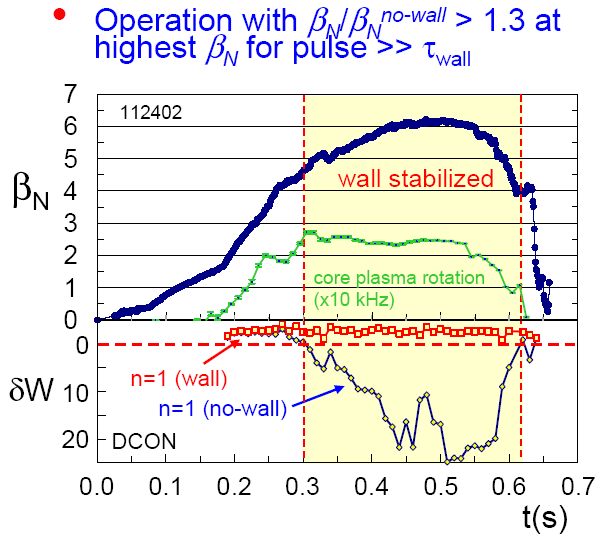 • Operation with βN/βN^no-wall > 1.3 at
highest βN for pulse >> τwall
7
112402
6
5
βN
4
wall stabilized
3
2
core plasma rotation
(x10 kHz)
1
0
0
n=1 (wall)
δW
10
n=1 (no-wall)
20
DCON
0.0 0.1 0.2 0.3 0.4 0.5 0.6 0.7
t(s)